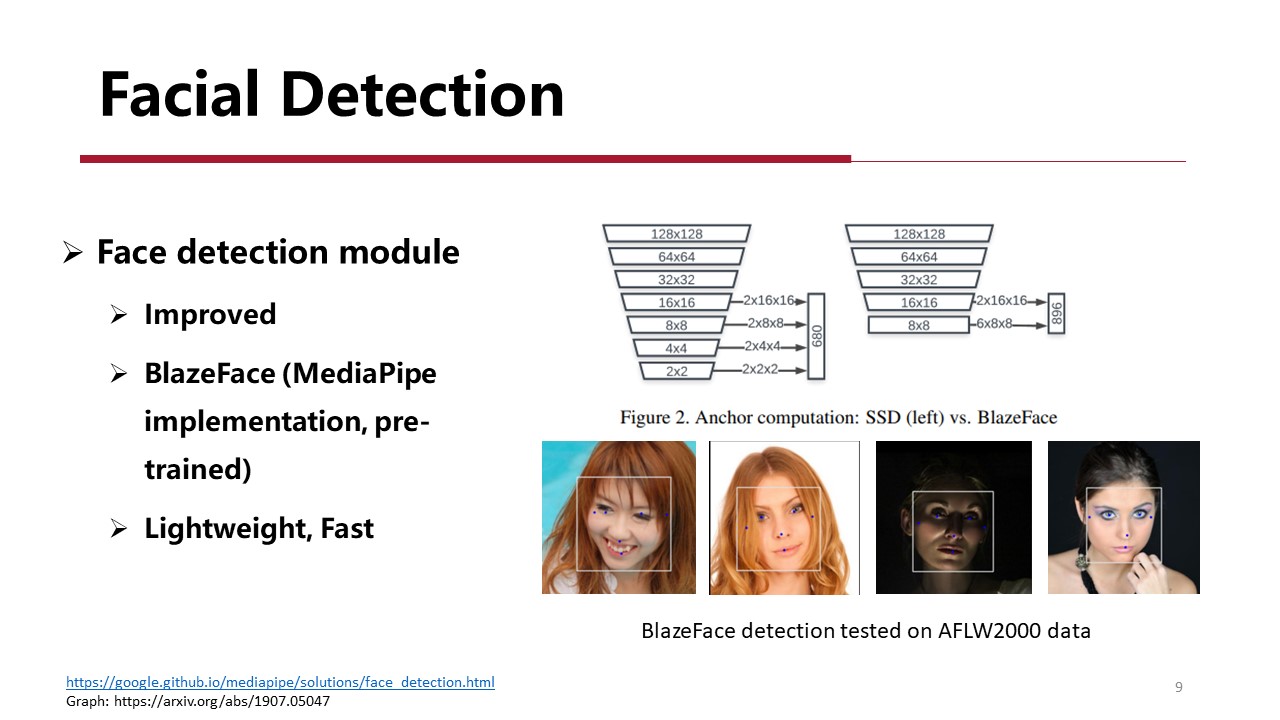 Facial Detection
Face detection module
Improved
BlazeFace (MediaPipe
implementation, pre-
trained)
Lightweight, Fast
128x128
64x64
32x32
16x16
8x8
4x4
2x2
2x16x16
2x8x8
2x4x4
2x2x2
680
128x128
64x64
32x32
16x16
8x8
2x16x16
6x8x8
896
Figure 2. Anchor computation: SSD (left) vs. BlazeFace
BlazeFace detection tested on AFLW2000 data
https://google.github.io/mediapipe/solutions/face_detection.html
Graph: https://arxiv.org/abs/1907.05047
9